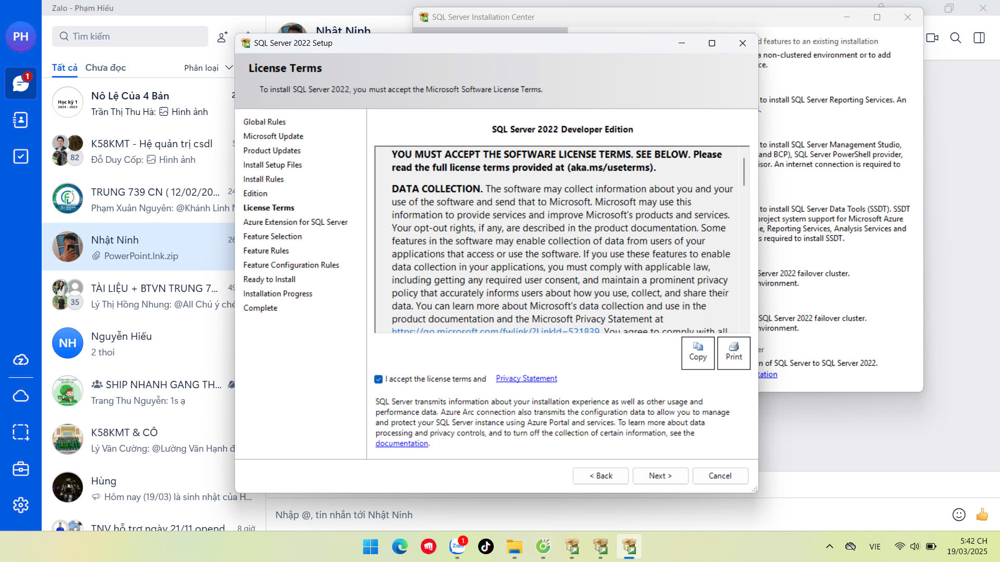 Zalo - Phạm Hiếu
PH
Tìm kiếm
Tất cả
Chưa đọc
Phân loại
1
Học kỳ 1
2024 - 2025
Nô Lệ Của 4 Bản
Trần Thị Thu Hà: Hình ảnh
K58KMT - Hệ quản trị csdl
82
Đỗ Duy Cốp: Hình ảnh
TRUNG 739 CN ( 12/02/20...
Phạm Xuân Nguyên: @Khánh Linh
Nhật Ninh
PowerPoint.lnk.zip
TÀI LIỆU + BTVN TRUNG 7...
35
Lý Thị Hồng Nhung: @All Chú ý
NH
Nguyễn Hiếu
2 thoi
SHIP NHANH GANG TH...
Trang Thu Nguyễn: 1s ạ
K58KMT & CÔ
Lý Văn Cường: @Lường Văn Hạnh
Hùng
Hôm nay (19/03) là sinh nhật của H...
TNV hỗ trợ ngày 21/11 opend
8 giờ
Nhật Ninh
Nhập @, tin nhắn tới Nhật Ninh
SQL Server Installation Center
d features to an existing installation
a non-clustered environment or to add
ce.
to install SQL Server Reporting Services. An
to install SQL Server Management Studio,
and BCP), SQL Server PowerShell provider,
isor. An internet connection is required to
to install SQL Server Data Tools (SSDT). SSDT
project system support for Microsoft Azure
e, Reporting Services, Analysis Services and
s required to install SSDT.
Server 2022 failover cluster.
nvironment.
SQL Server 2022 failover cluster.
nvironment.
er
n of SQL Server to SQL Server 2022.
tation
SQL Server 2022 Setup
License Terms
To install SQL Server 2022, you must accept the Microsoft Software License Terms.
Global Rules
Microsoft Update
Product Updates
Install Setup Files
Install Rules
Edition
License Terms
Azure Extension for SQL Server
Feature Selection
Feature Rules
Feature Configuration Rules
Ready to Install
Installation Progress
Complete
SQL Server 2022 Developer Edition
YOU MUST ACCEPT THE SOFTWARE LICENSE TERMS. SEE BELOW. Please
read the full license terms provided at (aka.ms/useterms).
DATA COLLECTION. The software may collect information about you and your
use of the software and send that to Microsoft. Microsoft may use this
information to provide services and improve Microsoft's products and services.
Your opt-out rights, if any, are described in the product documentation. Some
features in the software may enable collection of data from users of your
applications that access or use the software. If you use these features to enable
data collection in your applications, you must comply with applicable law,
including getting any required user consent, and maintain a prominent privacy
policy that accurately informs users about how you use, collect, and share their
data. You can learn more about Microsoft's data collection and use in the
product documentation and the Microsoft Privacy Statement at
https://go.microsoft.com/fwlink/?LinkId=521839. You agree to comply with all
Copy
Print
I accept the license terms and Privacy Statement
SQL Server transmits information about your installation experience as well as other usage and
performance data. Azure Arc connection also transmits the configuration data to allow you to manage
and protect your SQL Server instance using Azure Portal and services. To learn more about data
processing and privacy controls, and to turn off the collection of certain information, see the
documentation.
< Back
Next >
Cancel
Zalo
1
VIE
5:42 CH
19/03/2025